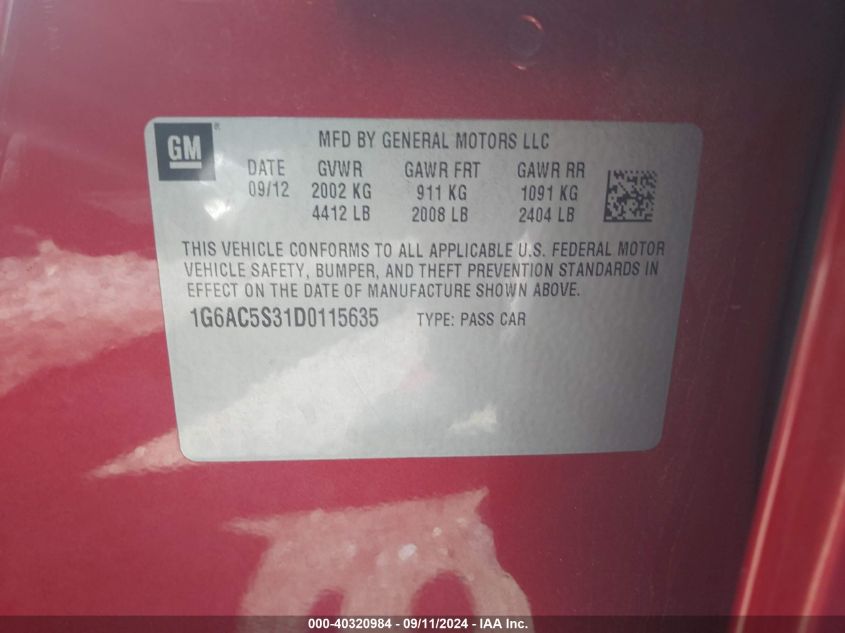 GM
®
MFD BY GENERAL MOTORS LLC
DATE GVWR GAWR FRT GAWR RR
09/12 2002 KG 911 KG 1091 KG
4412 LB 2008 LB 2404 LB
THIS VEHICLE CONFORMS TO ALL APPLICABLE U.S. FEDERAL MOTOR
VEHICLE SAFETY, BUMPER, AND THEFT PREVENTION STANDARDS IN
EFFECT ON THE DATE OF MANUFACTURE SHOWN ABOVE.
1G6AC5S31D0115635 TYPE: PASS CAR
000-40320984 - 09/11/2024 - IAA Inc.